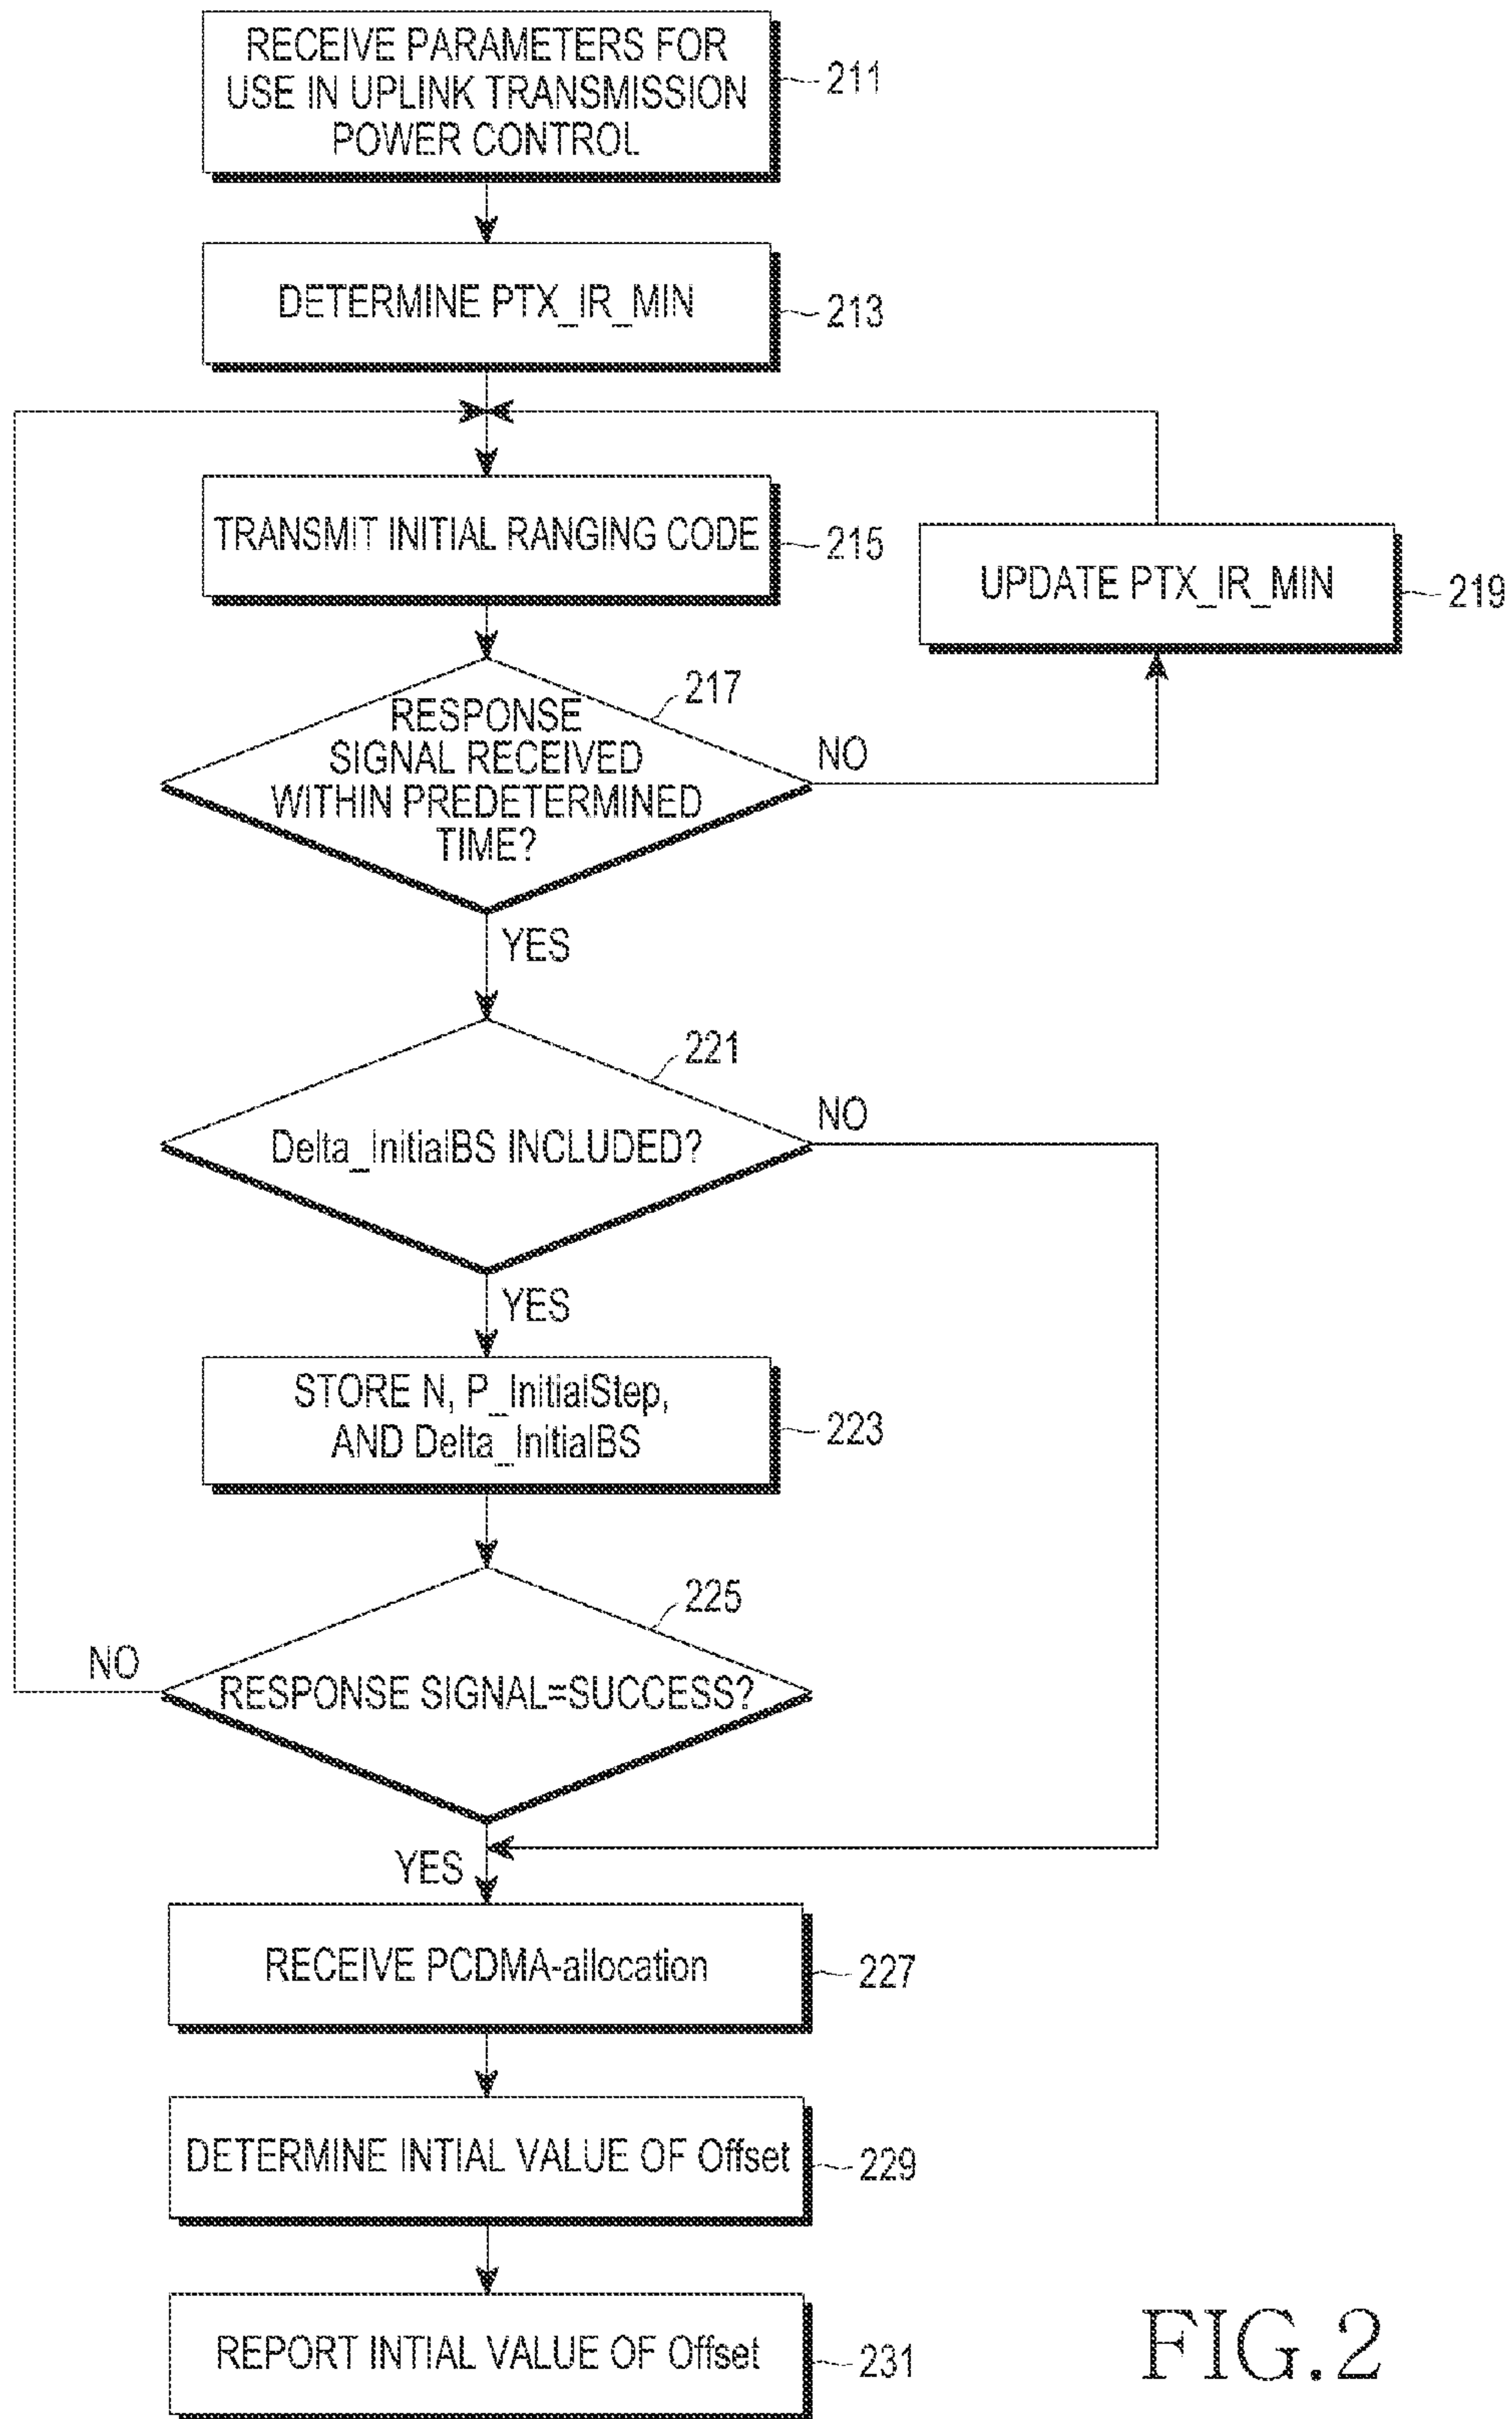 RECEIVE PARAMETERS FOR
USE IN UPLINK TRANSMISSION
POWER CONTROL
211
DETERMINE PTX_IR_MIN
213
TRANSMIT INITIAL RANGING CODE
215
UPDATE PTX_IR_MIN
219
217
RESPONSE
SIGNAL RECEIVED
WITHIN PREDETERMINED
TIME?
NO
YES
221
Delta_InitialBS INCLUDED?
NO
YES
STORE N, P_InitialStep,
AND Delta_InitialBS
223
225
RESPONSE SIGNAL=SUCCESS?
NO
YES
RECEIVE PCDMA-allocation
227
DETERMINE INTIAL VALUE OF Offset
229
REPORT INTIAL VALUE OF Offset
231
FIG.2